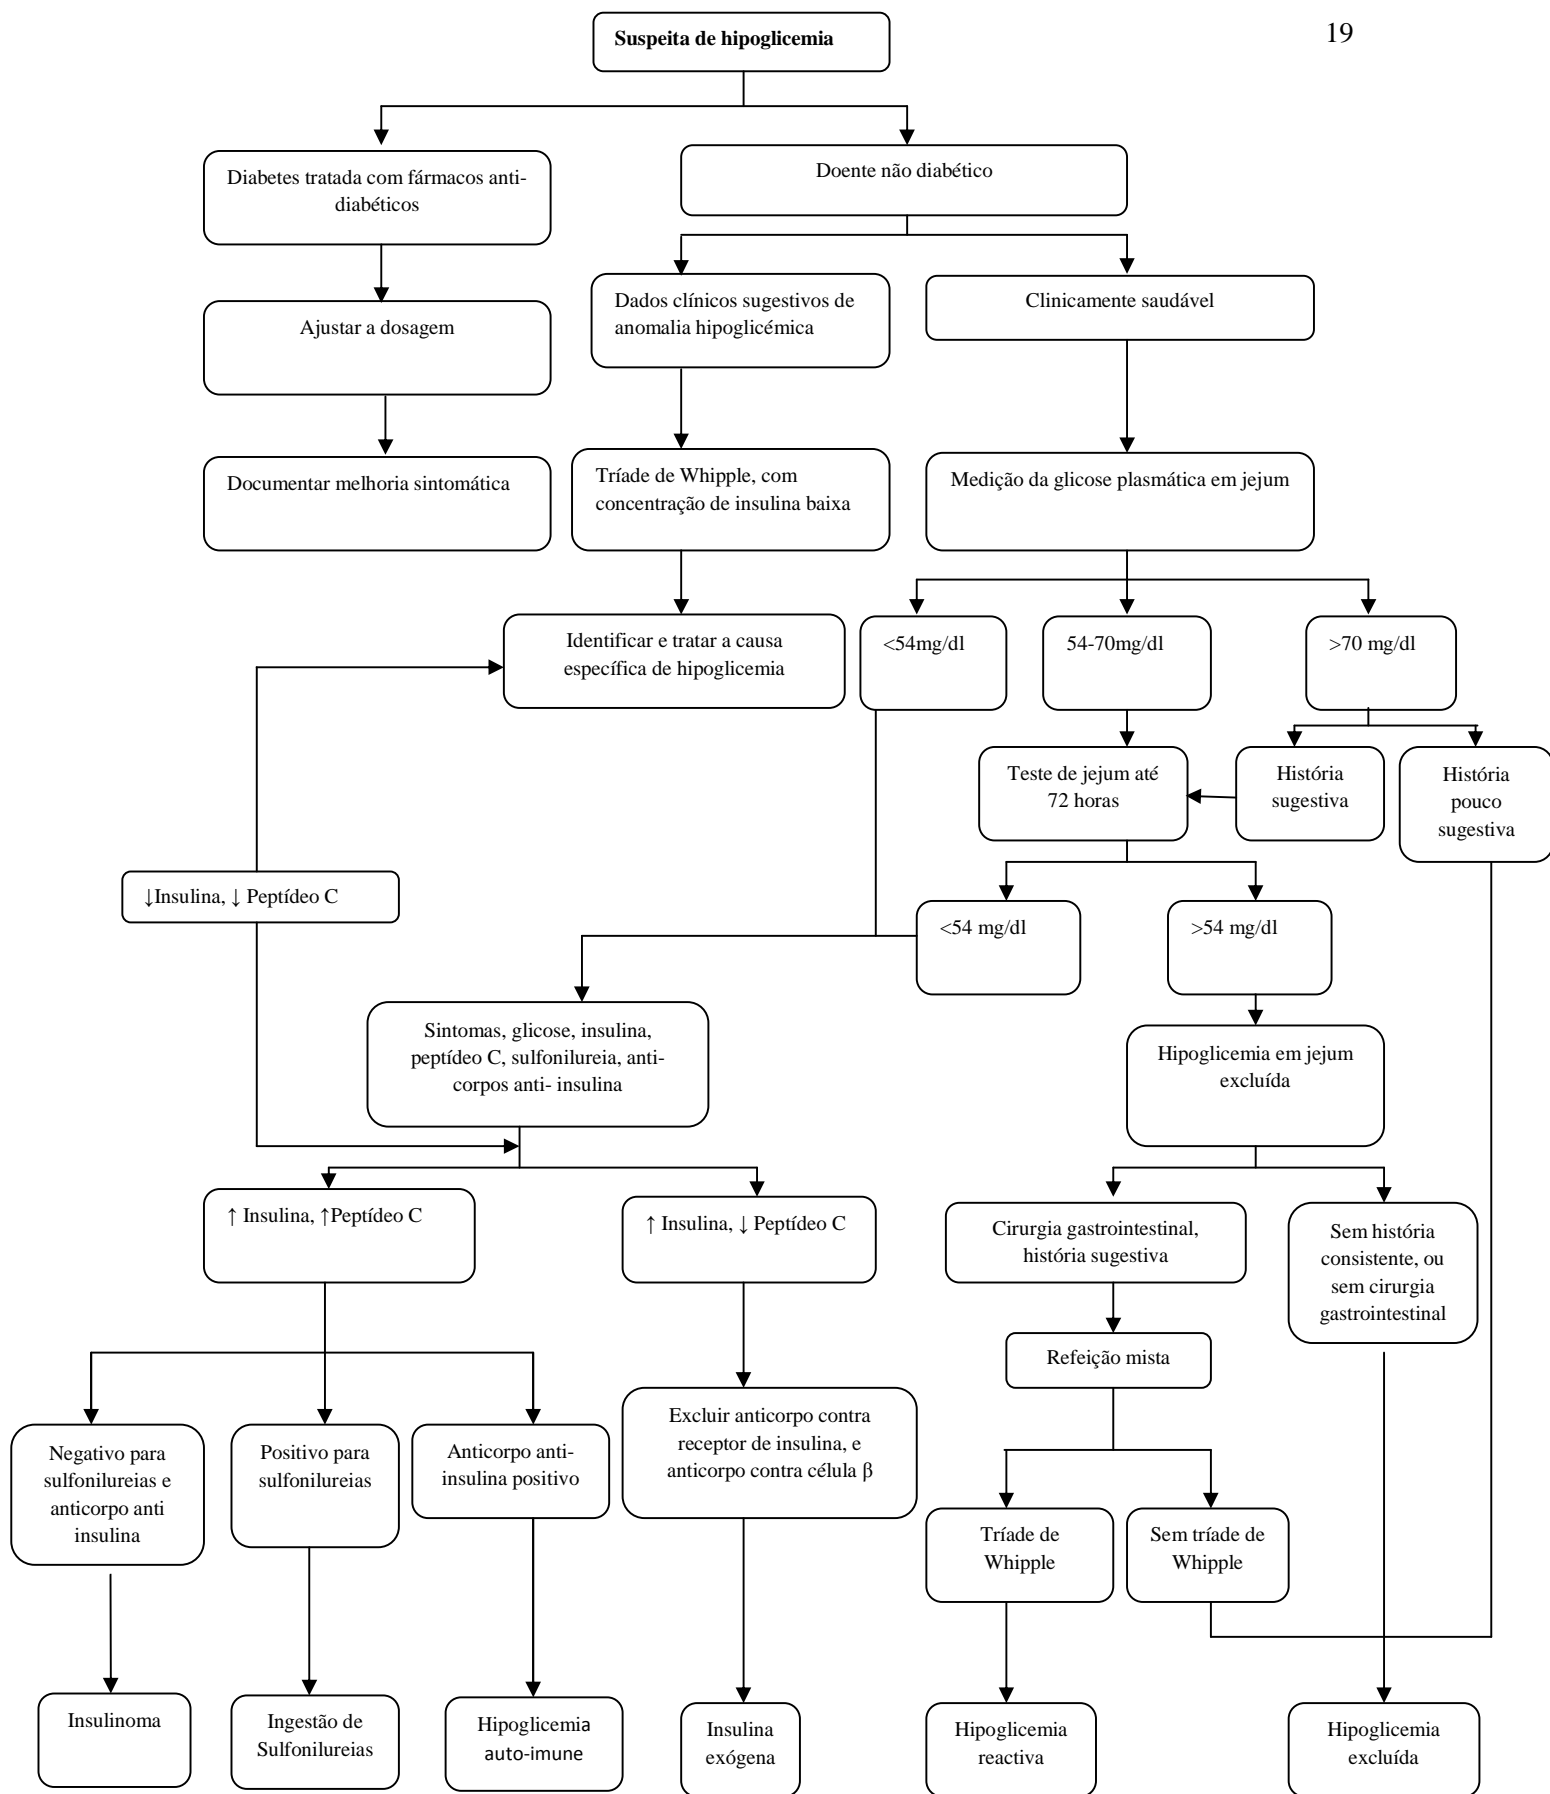 19
Suspeita de hipoglicemia
Diabetes tratada com fármacos anti-
diabéticos
Doente não diabético
Ajustar a dosagem
Dados clínicos sugestivos de
anomalia hipoglicémica
Clinicamente saudável
Documentar melhoria sintomática
Tríade de Whipple, com
concentração de insulina baixa
Medição da glicose plasmática em jejum
Identificar e tratar a causa
específica de hipoglicemia
<54mg/dl
54-70mg/dl
>70 mg/dl
Teste de jejum até
72 horas
História
sugestiva
História
pouco
sugestiva
↓Insulina, ↓ Peptídeo C
<54 mg/dl
>54 mg/dl
Sintomas, glicose, insulina,
peptídeo C, sulfonilureia, anti-
corpos anti- insulina
Hipoglicemia em jejum
excluída
↑ Insulina, ↑Peptídeo C
↑ Insulina, ↓ Peptídeo C
Cirurgia gastrointestinal,
história sugestiva
Sem história
consistente, ou
sem cirurgia
gastrointestinal
Refeição mista
Negativo para
sulfonilureias e
anticorpo anti
insulina
Positivo para
sulfonilureias
Anticorpo anti-
insulina positivo
Excluir anticorpo contra
receptor de insulina, e
anticorpo contra célula β
Tríade de
Whipple
Sem tríade de
Whipple
Insulinoma
Ingestão de
Sulfonilureias
Hipoglicemia
auto-imune
Insulina
exógena
Hipoglicemia
reactiva
Hipoglicemia
excluída